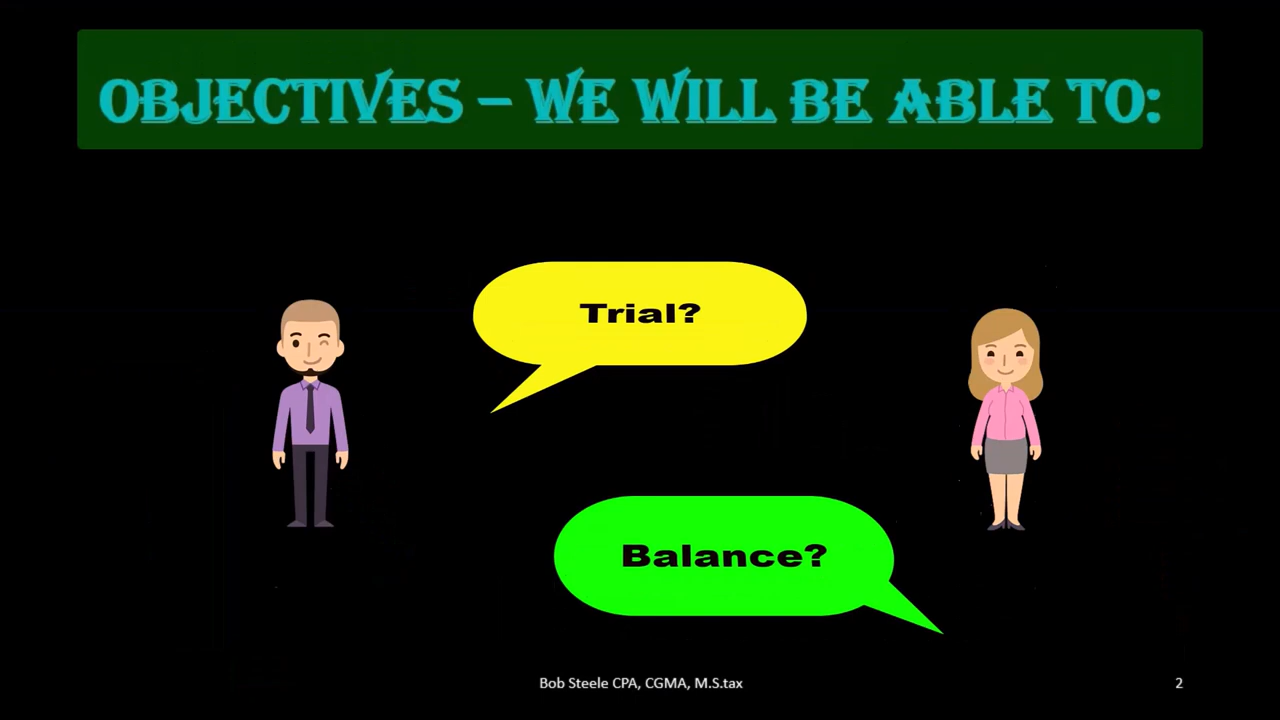 OBJECTIVES – WE WILL BE ABLE TO:
Trial?
Balance?
Bob Steele CPA, CGMA, M.S.tax
2